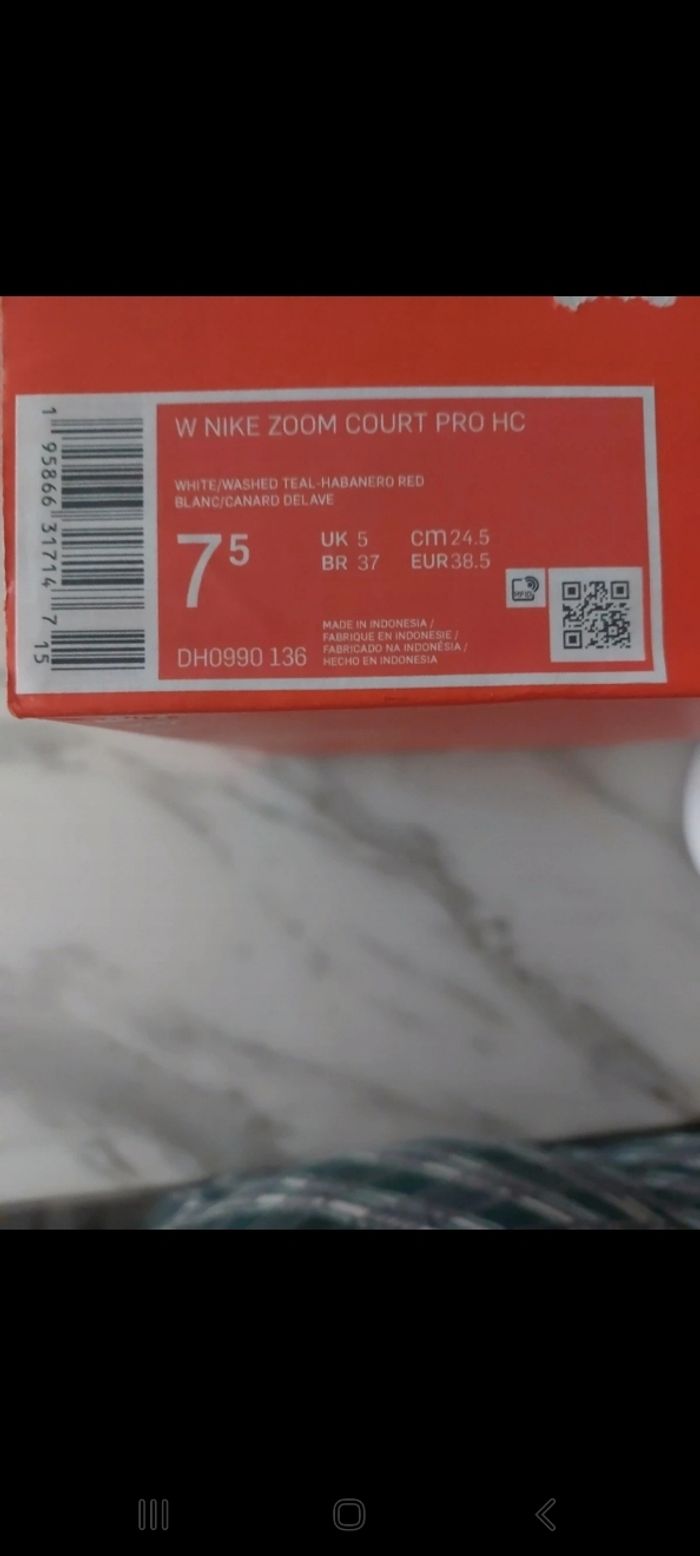 W NIKE ZOOM COURT PRO HC
WHITE/WASHED TEAL-HABANERO RED
BLANC/CANARD DELAVE
7⁵
UK 5 cm 24.5
BR 37 EUR 38.5
MADE IN INDONESIA /
FABRIQUE EN INDONESIE /
FABRICADO NA INDONÉSIA /
HECHO EN INDONESIA
DH0990 136
RFID
1 95866 31714 7 15